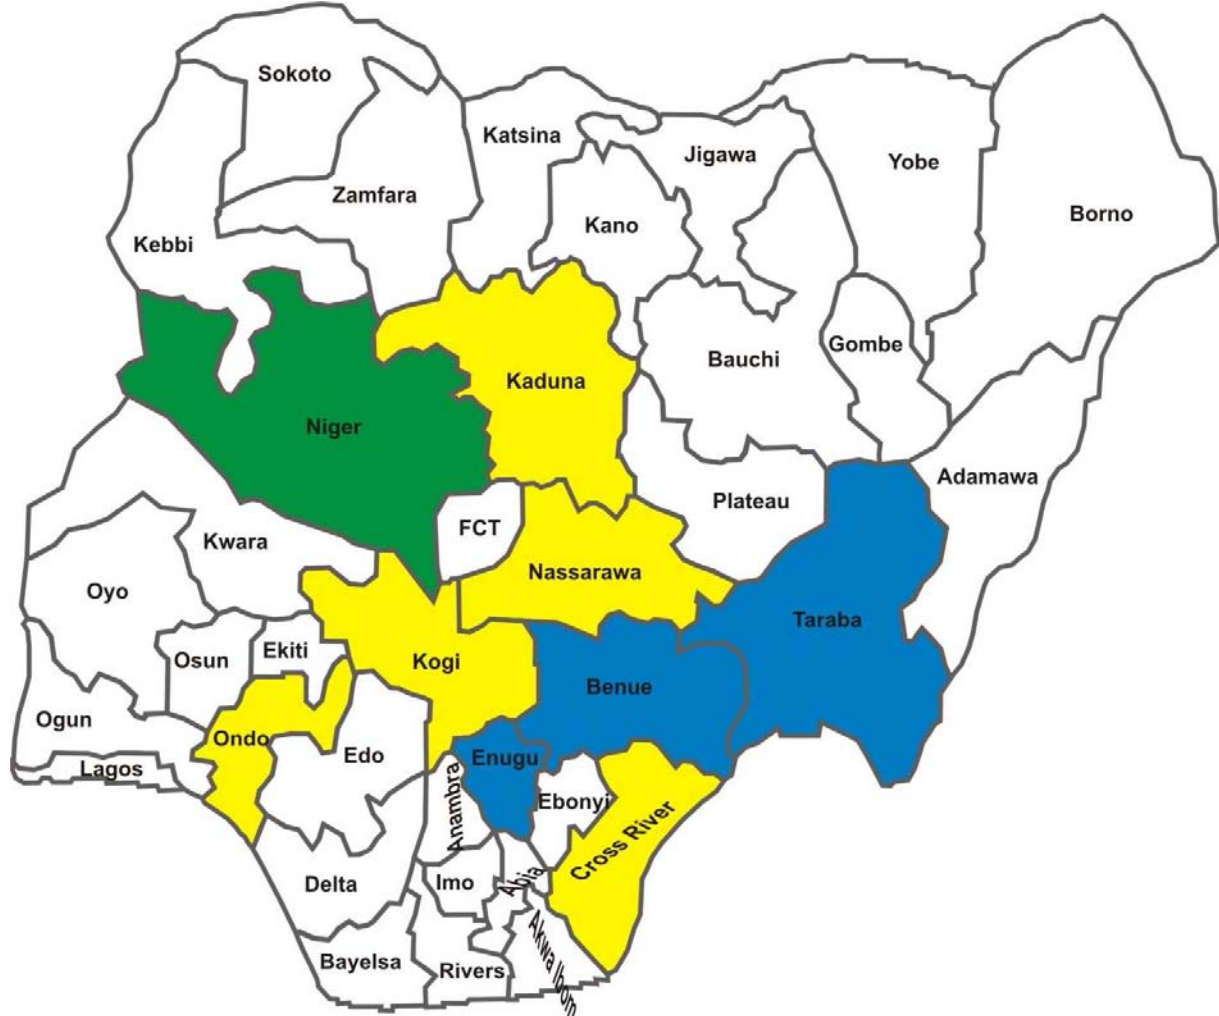 Sokoto
Katsina
Jigawa
Yobe
Zamfara
Borno
Kano
Kebbi
Gombe
Bauchi
Kaduna
Niger
Adamawa
Plateau
FCT
Kwara
Nassarawa
Oyo
Taraba
Ekiti
Osun
Kogi
Benue
Ogun
Ondo
Edo
Enugu
Lagos
Anambra
Ebonyi
Cross River
Delta
Imo
Abia
Akwa Ibom
Bayelsa
Rivers